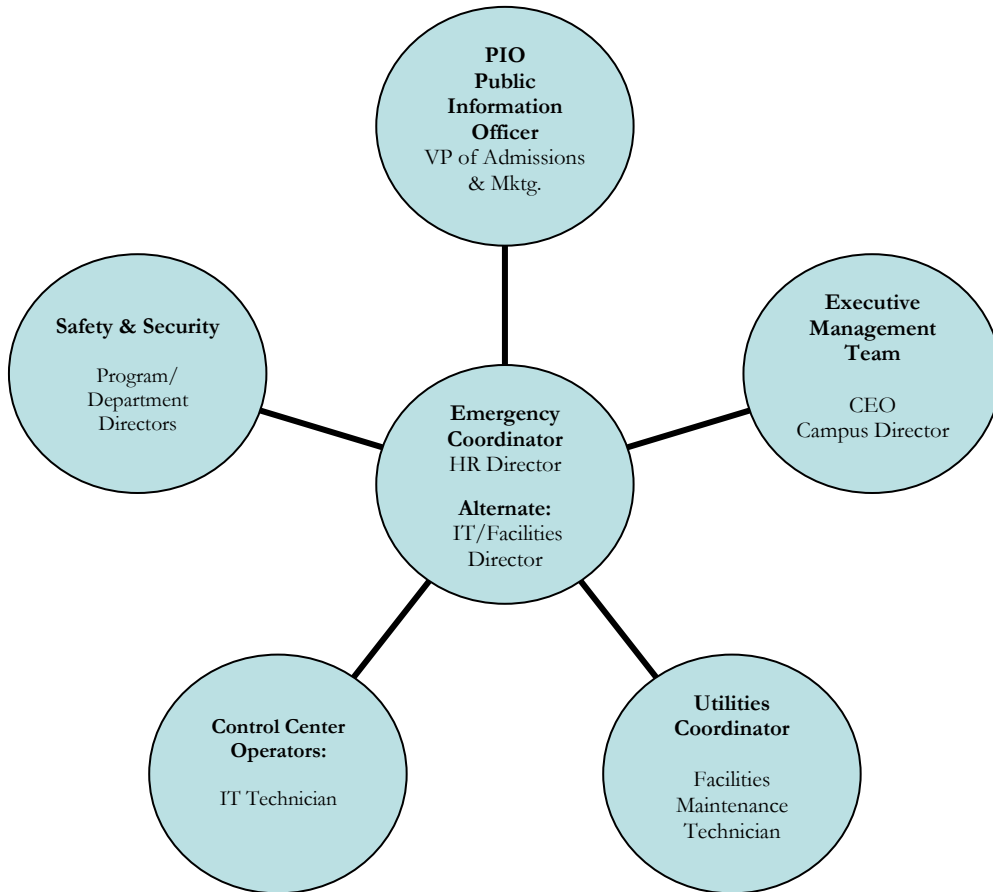 PIO
Public
Information
Officer
VP of Admissions
& Mktg.
Safety & Security
Program/
Department
Directors
Executive
Management
Team
CEO
Campus Director
Emergency
Coordinator
HR Director
Alternate:
IT/Facilities
Director
Control Center
Operators:
IT Technician
Utilities
Coordinator
Facilities
Maintenance
Technician